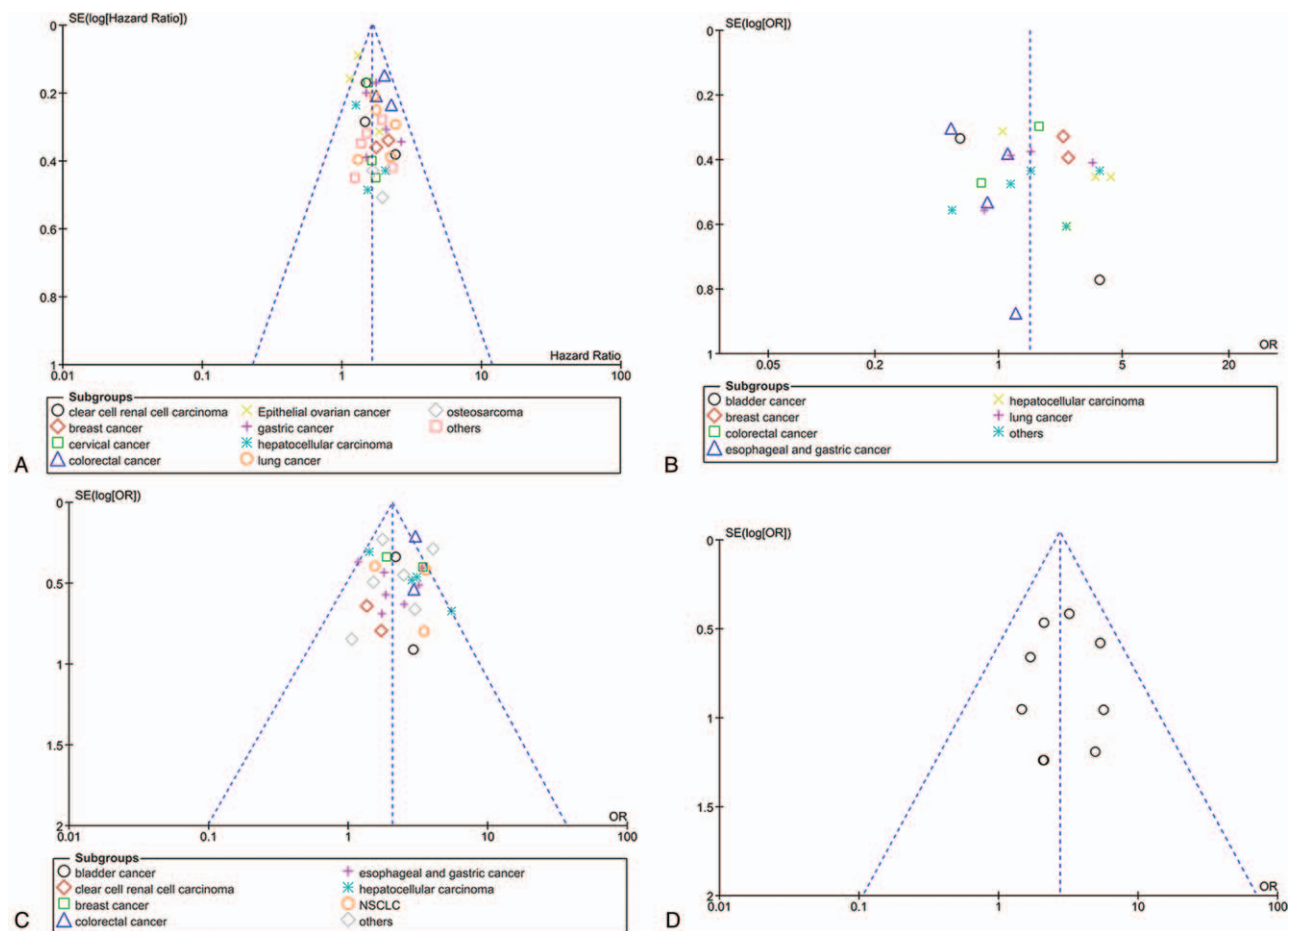 SE(log[Hazard Ratio])
0
0.2
0.4
0.6
0.8
1
Hazard Ratio
0.01 0.1 1 10 100
Subgroups
clear cell renal cell carcinoma Epithelial ovarian cancer osteosarcoma
breast cancer gastric cancer others
cervical cancer hepatocellular carcinoma
colorectal cancer lung cancer
A
SE(log[OR])
0
0.2
0.4
0.6
0.8
1
OR
0.05 0.2 1 5 20
Subgroups
bladder cancer hepatocellular carcinoma
breast cancer lung cancer
colorectal cancer others
esophageal and gastric cancer
B
SE(log[OR])
0
0.5
1
1.5
2
OR
0.01 0.1 1 10 100
Subgroups
bladder cancer esophageal and gastric cancer
clear cell renal cell carcinoma hepatocellular carcinoma
breast cancer NSCLC
colorectal cancer others
C
SE(log[OR])
0
0.5
1
1.5
2
OR
0.01 0.1 1 10 100
D